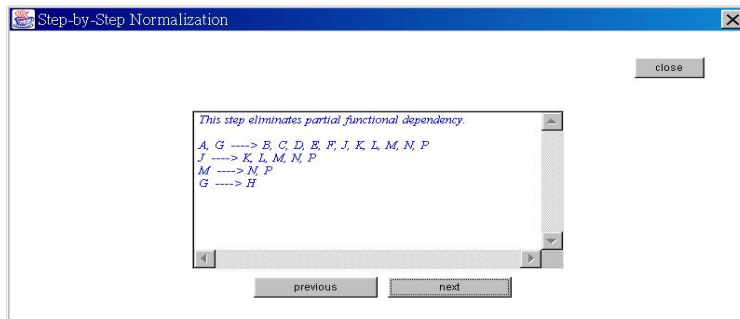 Step-by-Step Normalization
close
This step eliminates partial functional dependency.
A, G ----> B, C, D, E, F, J, K, L, M, N, P
J ----> K, L, M, N, P
M ----> N, P
G ----> H
previous
next